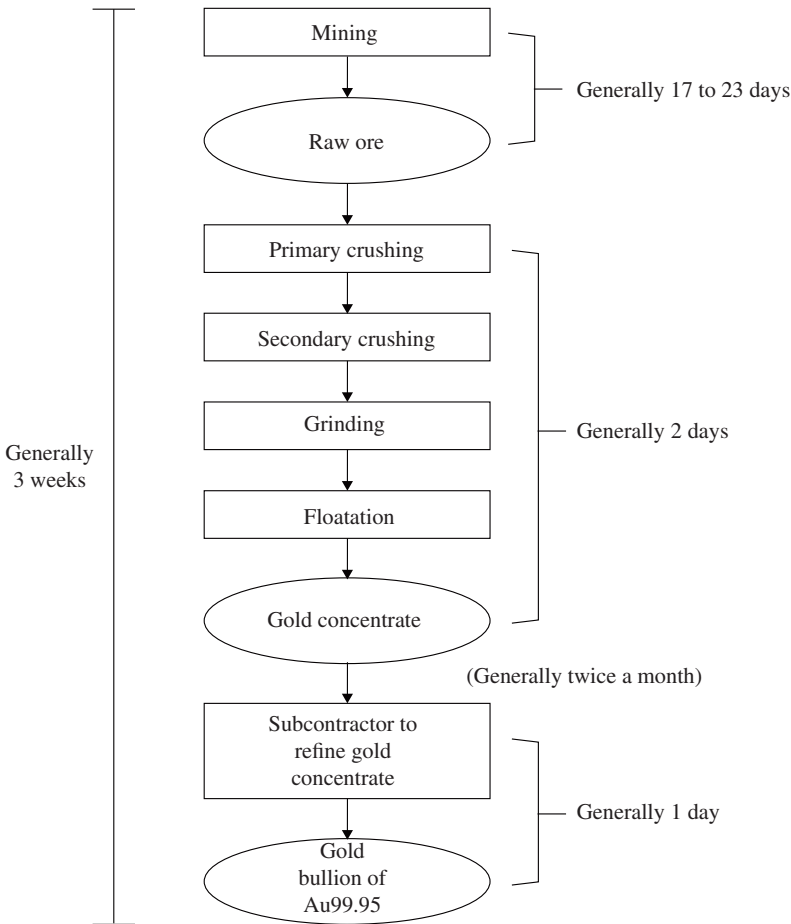 Mining
Generally 17 to 23 days
Raw ore
Primary crushing
Secondary crushing
Grinding
Generally
3 weeks
Generally 2 days
Floatation
Gold concentrate
(Generally twice a month)
Subcontractor to
refine gold
concentrate
Generally 1 day
Gold
bullion of
Au99.95